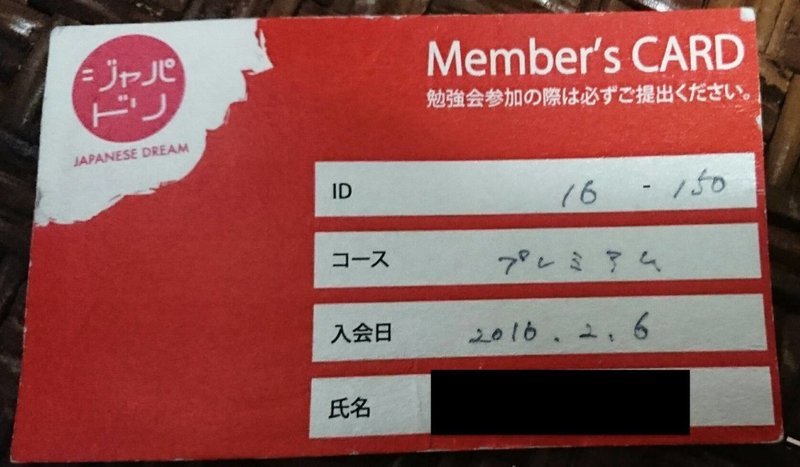 ジャパ
ドリ
JAPANESE DREAM
Member's CARD
勉強会参加の際は必ずご提出ください。
ID 16 - 150
コース プレミアム
入会日 2016.2.6
氏名